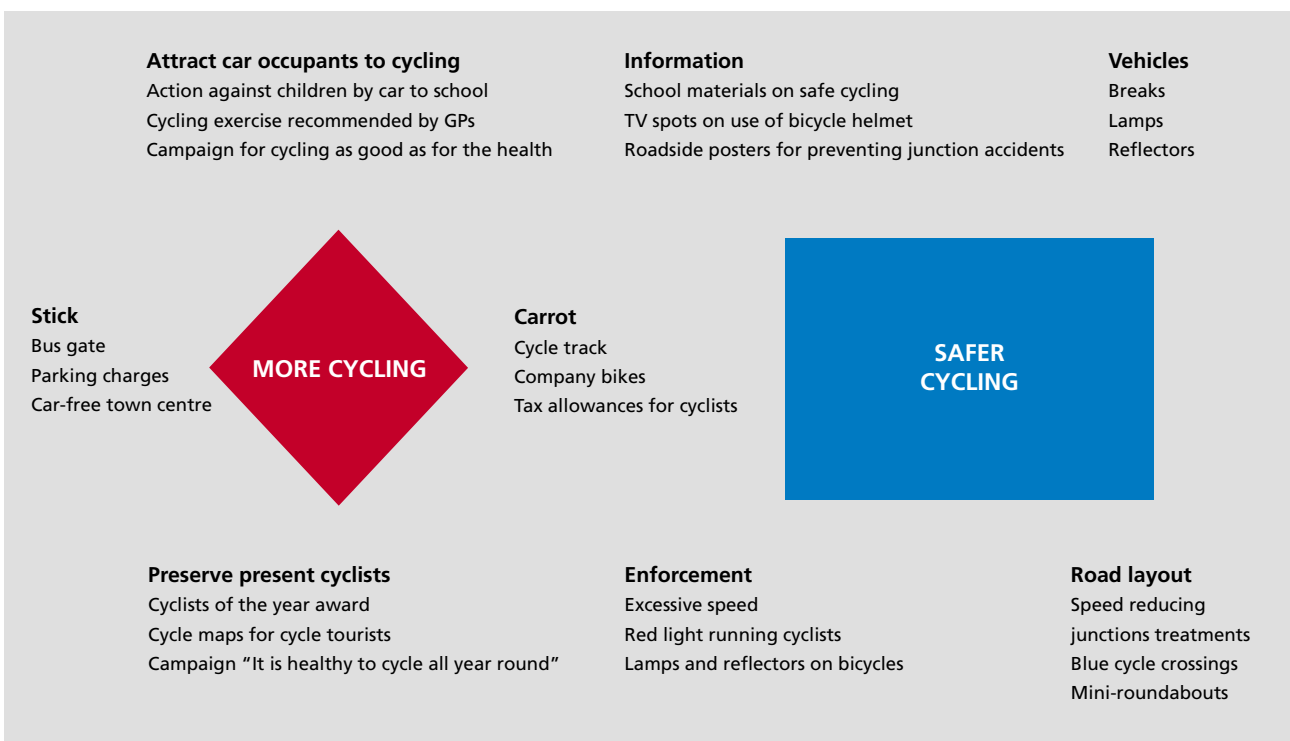 Attract car occupants to cycling
Action against children by car to school
Cycling exercise recommended by GPs
Campaign for cycling as good as for the health
Information
School materials on safe cycling
TV spots on use of bicycle helmet
Roadside posters for preventing junction accidents
Vehicles
Breaks
Lamps
Reflectors
Stick
Bus gate
Parking charges
Car-free town centre
MORE CYCLING
Carrot
Cycle track
Company bikes
Tax allowances for cyclists
SAFER
CYCLING
Preserve present cyclists
Cyclists of the year award
Cycle maps for cycle tourists
Campaign “It is healthy to cycle all year round”
Enforcement
Excessive speed
Red light running cyclists
Lamps and reflectors on bicycles
Road layout
Speed reducing
junctions treatments
Blue cycle crossings
Mini-roundabouts